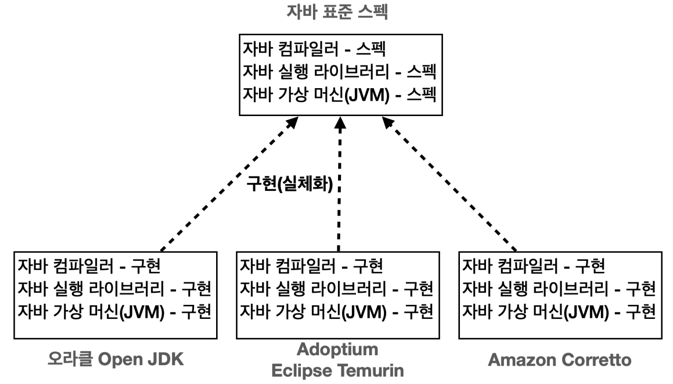 자바 표준 스펙
자바 컴파일러 - 스펙
자바 실행 라이브러리 - 스펙
자바 가상 머신(JVM) - 스펙
구현(실체화)
자바 컴파일러 - 구현
자바 실행 라이브러리 - 구현
자바 가상 머신(JVM) - 구현
오라클 Open JDK
자바 컴파일러 - 구현
자바 실행 라이브러리 - 구현
자바 가상 머신(JVM) - 구현
Adoptium
Eclipse Temurin
자바 컴파일러 - 구현
자바 실행 라이브러리 - 구현
자바 가상 머신(JVM) - 구현
Amazon Corretto